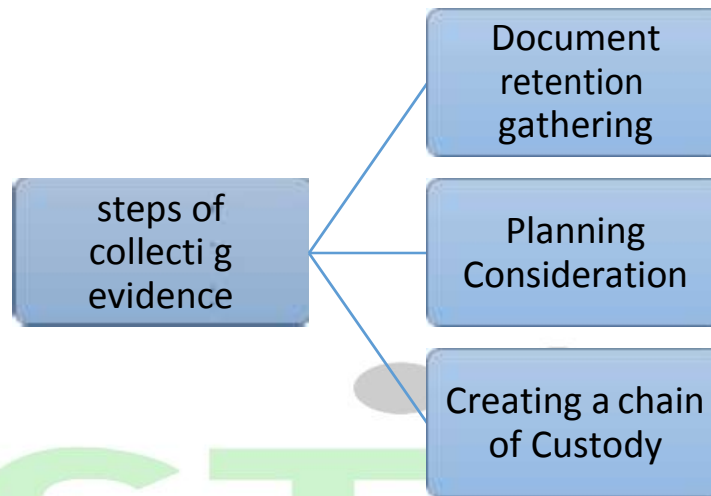 steps of
collecti g
evidence
Document
retention
gathering
Planning
Consideration
Creating a chain
of Custody